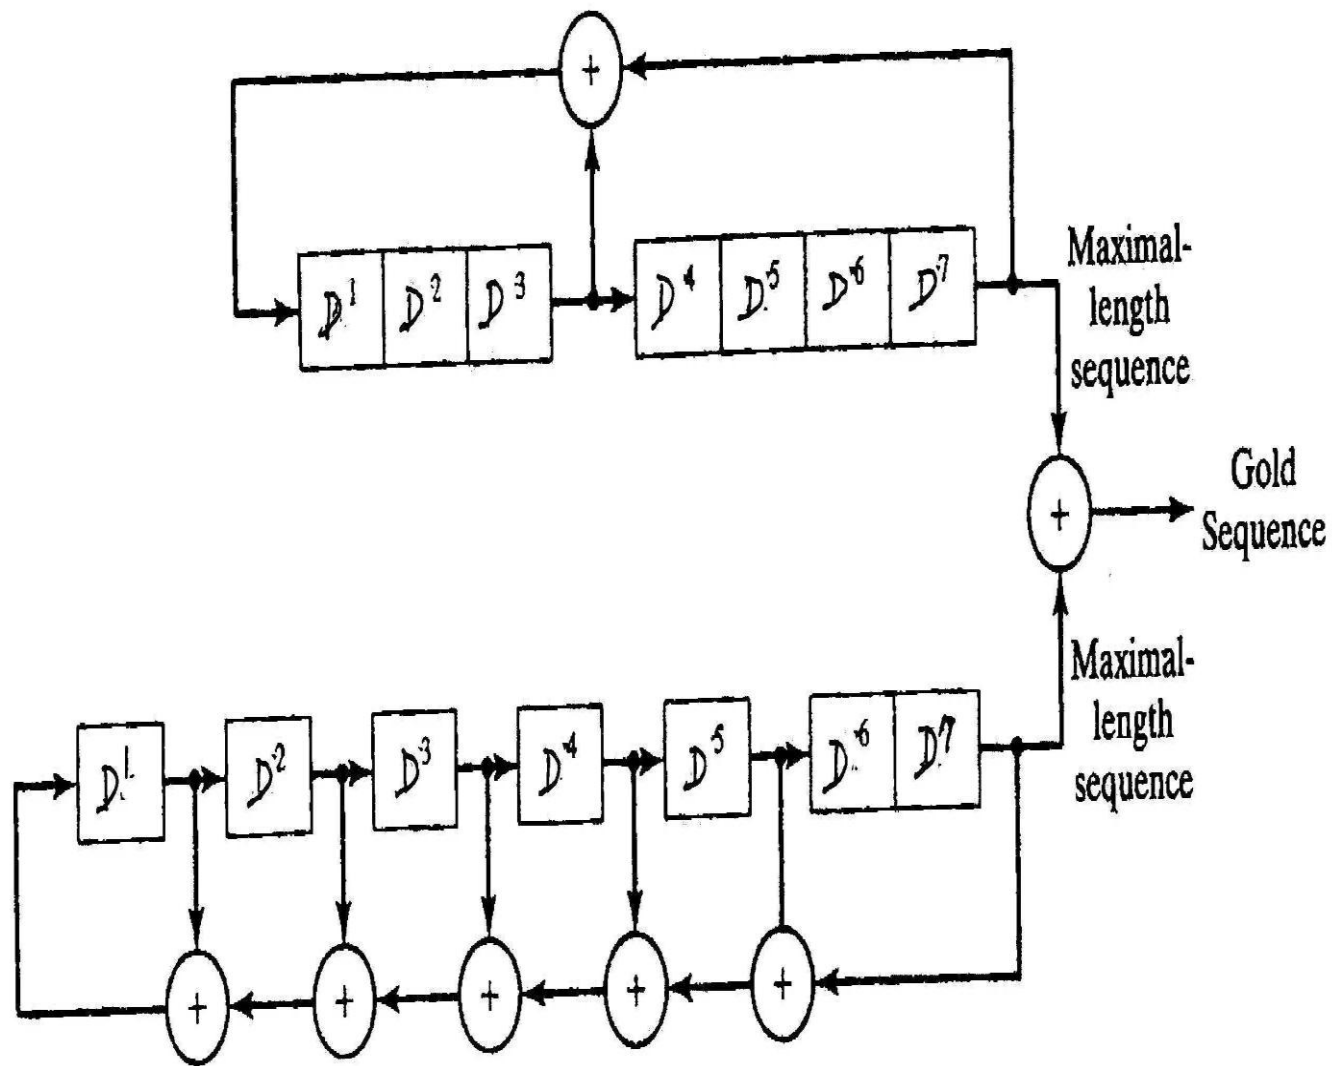 +
D¹ D² D³ D⁴ D⁵ D⁶ D⁷
Maximal-
length
sequence
+
Gold
Sequence
Maximal-
length
sequence
D¹ D² D³ D⁴ D⁵ D⁶ D⁷
+ + + + +